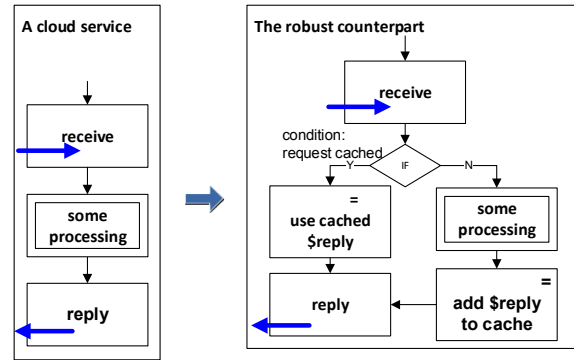 A cloud service
receive
some
processing
reply
The robust counterpart
receive
condition:
request cached
IF
Y
N
=
use cached
$reply
some
processing
reply
=
add $reply
to cache